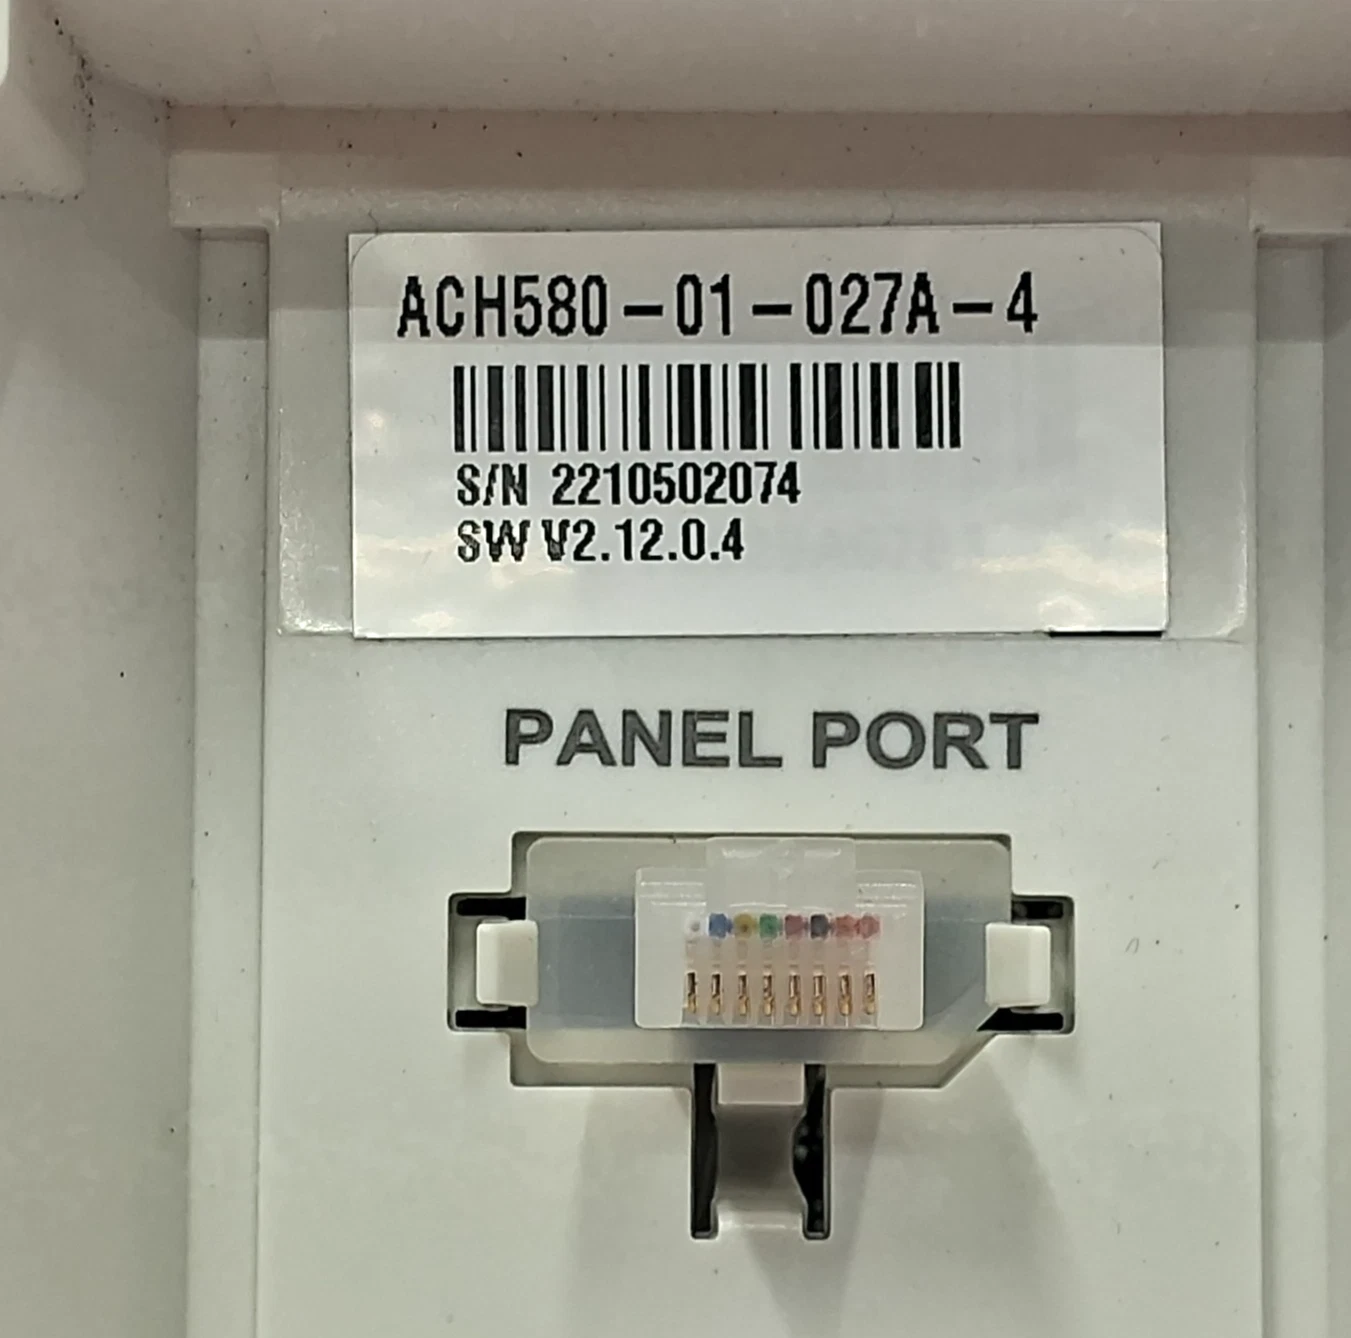 ACH580-01-027A-4
S/N 2210502074
SW V2.12.0.4
PANEL PORT